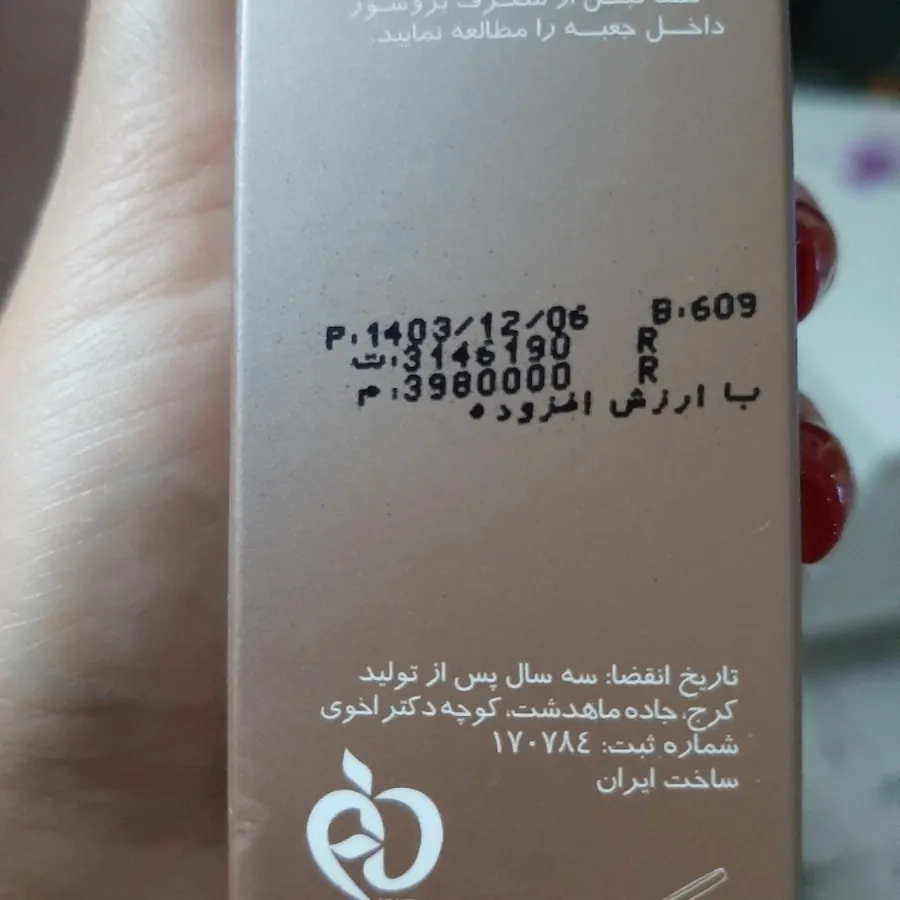 داخل جعبه را مطالعه نمایید.
P:1403/12/06 B:609
ت:3146190 R
م:3980000 R
با ارزش افزوده
تاریخ انقضا: سه سال پس از تولید
کرج، جاده ماهدشت، کوچه دکتر اخوی
شماره ثبت: ١٧٠٧٨٤
ساخت ایران